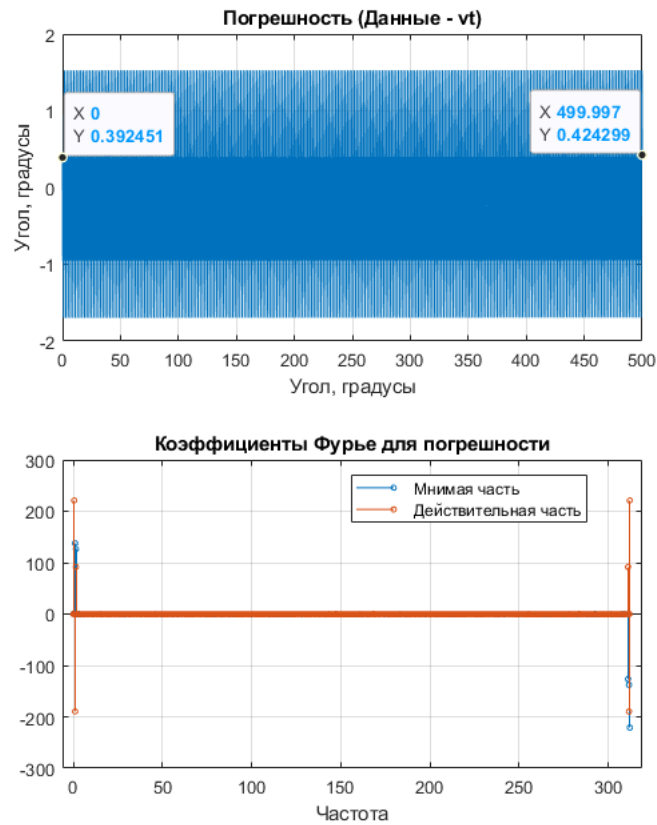 Погрешность (Данные - vt)
Угол, градусы
2
1
0
-1
-2
X 0
Y 0.392451
X 499.997
Y 0.424299
0 50 100 150 200 250 300 350 400 450 500
Угол, градусы
Коэффициенты Фурье для погрешности
300
200
100
0
-100
-200
-300
Мнимая часть
Действительная часть
0 50 100 150 200 250 300
Частота